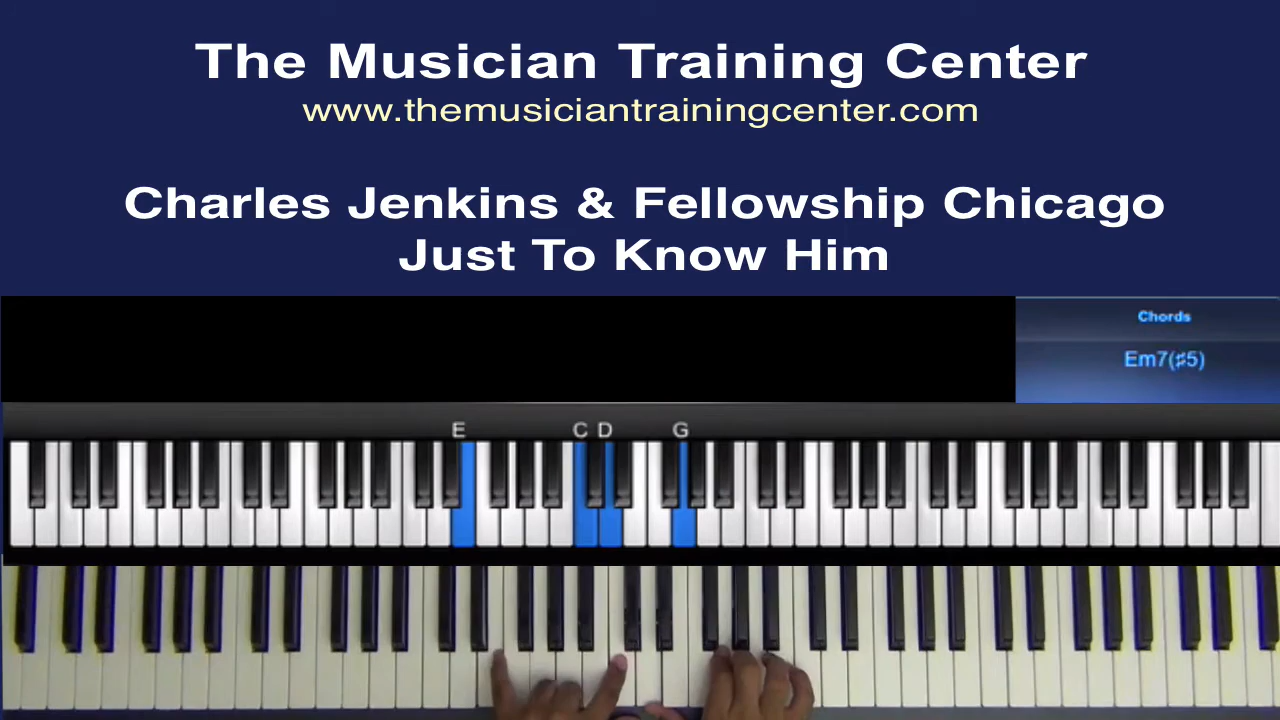 The Musician Training Center
www.themusiciantrainingcenter.com
Charles Jenkins & Fellowship Chicago
Just To Know Him
Chords
Em7(♯5)
E C D G